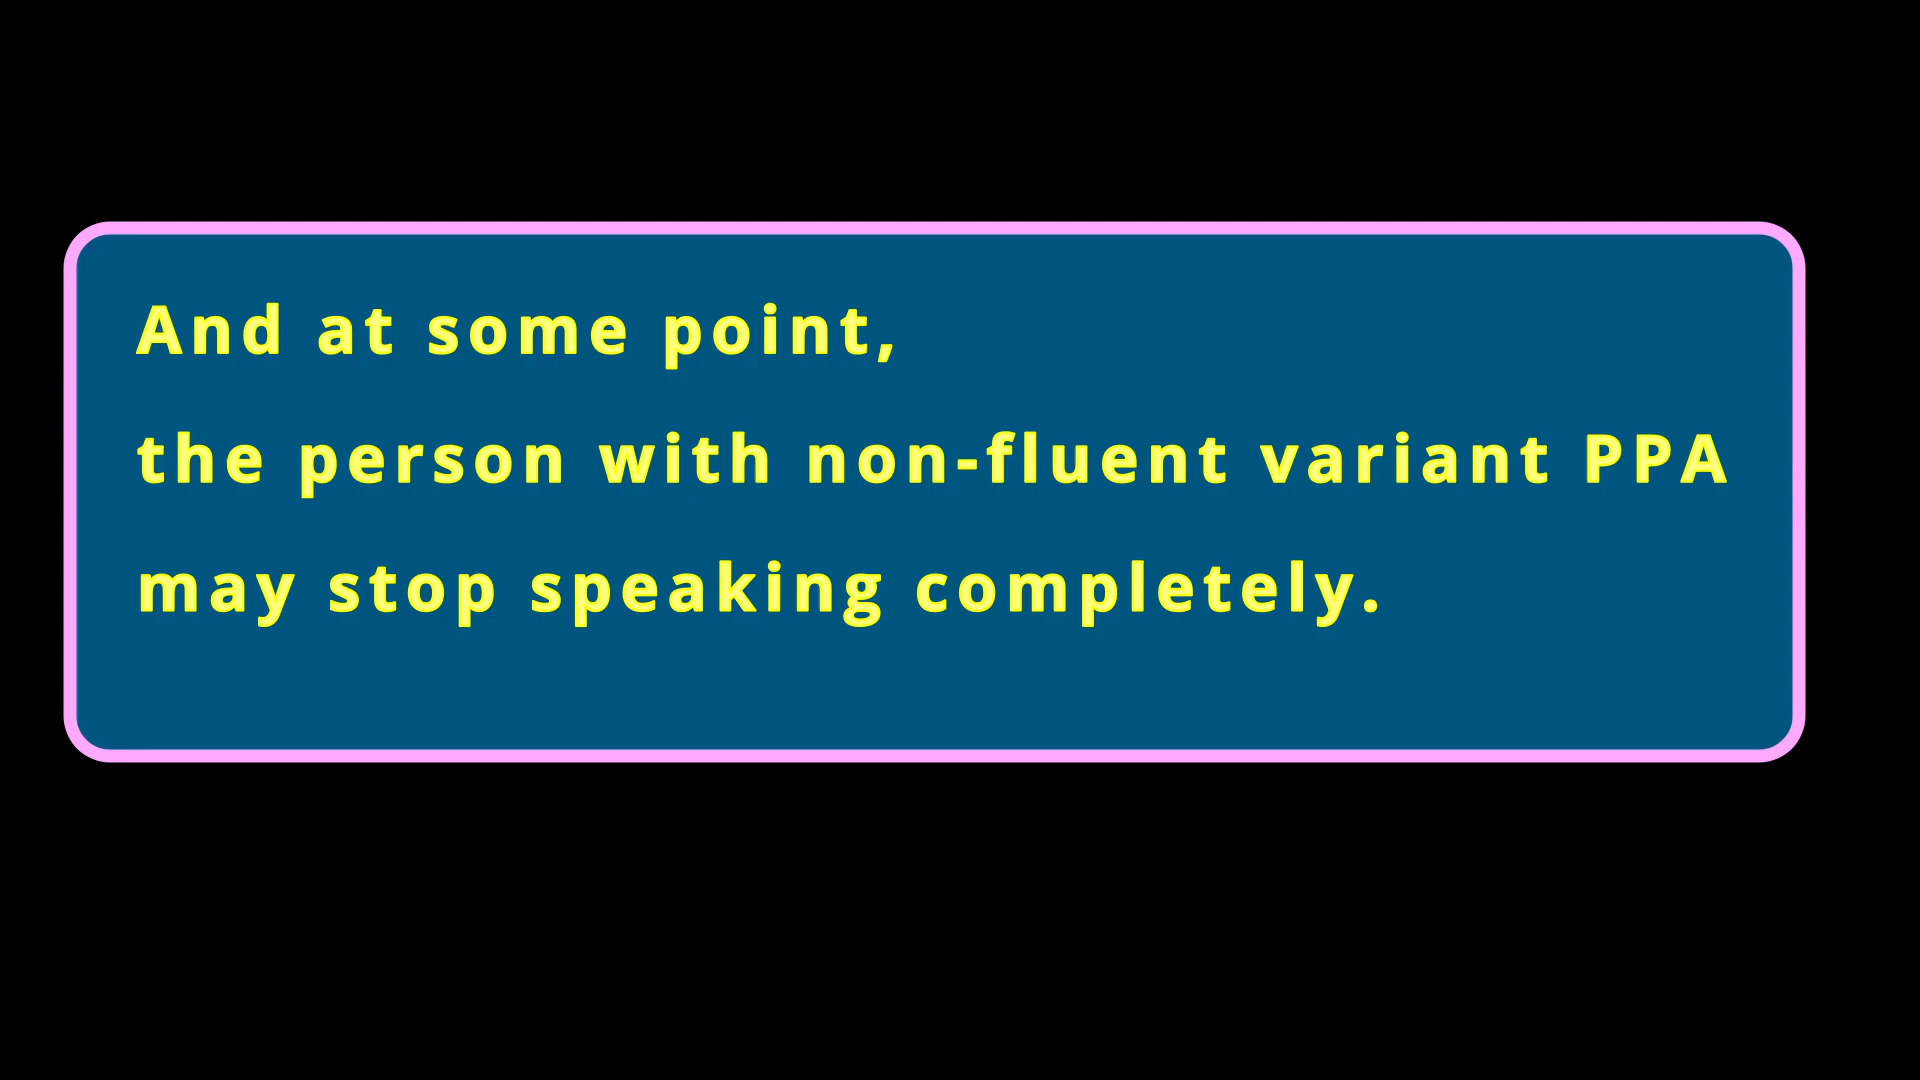 And at some point,
the person with non-fluent variant PPA
may stop speaking completely.